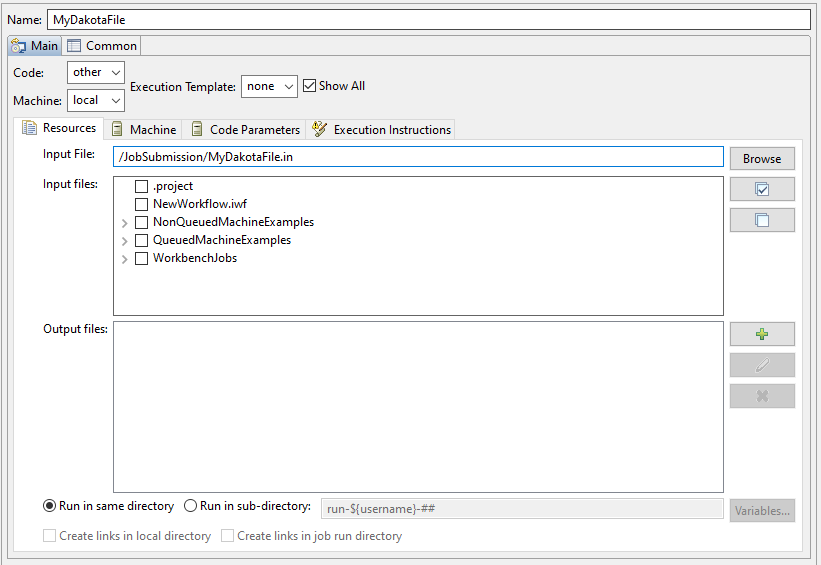 Name: MyDakotaFile
Main Common
Code: other
Execution Template: none Show All
Machine: local
Resources Machine Code Parameters Execution Instructions
Input File: /JobSubmission/MyDakotaFile.in Browse
Input files: .project
NewWorkflow.iwf
NonQueuedMachineExamples
QueuedMachineExamples
WorkbenchJobs
Output files:
Run in same directory Run in sub-directory: run-${username}-## Variables...
Create links in local directory Create links in job run directory